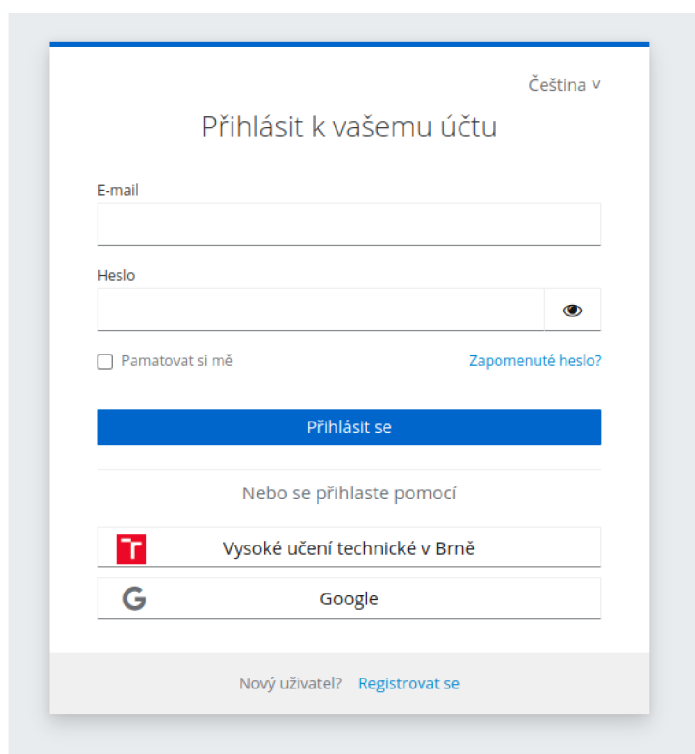 Čeština
Přihlásit k vašemu účtu
E-mail
Heslo
Pamatovat si mě Zapomenuté heslo?
Přihlásit se
Nebo se přihlaste pomocí
Vysoké učení technické v Brně
Google
Nový uživatel? Registrovat se